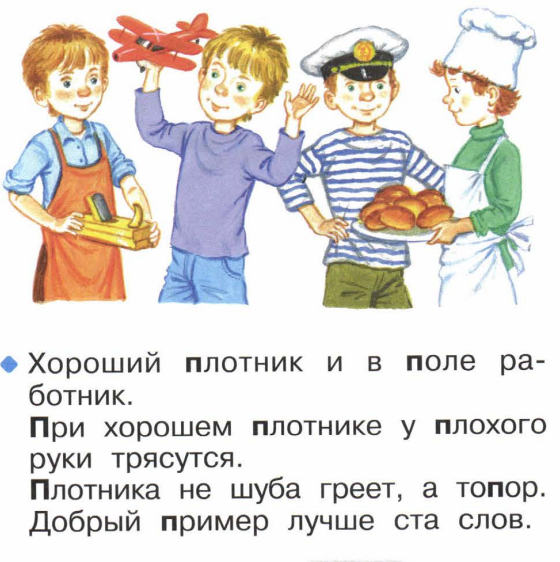 Хороший плотник и в поле ра-
ботник.
При хорошем плотнике у плохого
руки трясутся.
Плотника не шуба греет, а топор.
Добрый пример лучше ста слов.